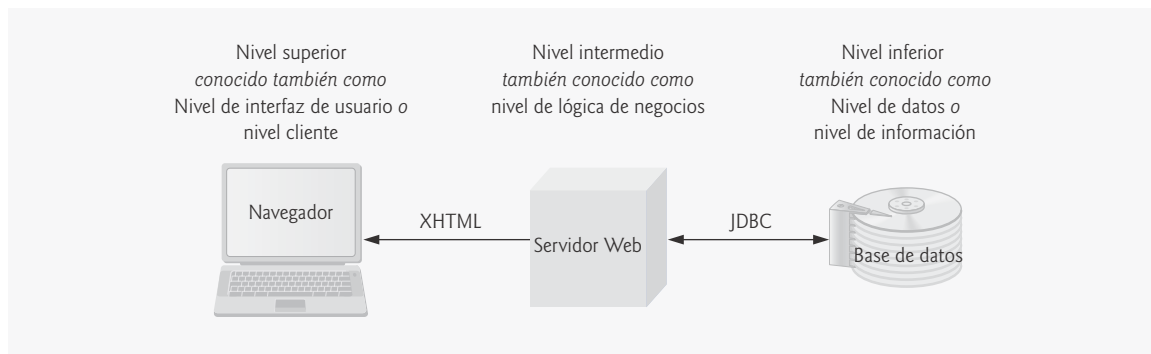 Nivel superior
conocido también como
Nivel de interfaz de usuario o
nivel cliente
Nivel intermedio
también conocido como
nivel de lógica de negocios
Nivel inferior
también conocido como
Nivel de datos o
nivel de información
Navegador
XHTML
Servidor Web
JDBC
Base de datos